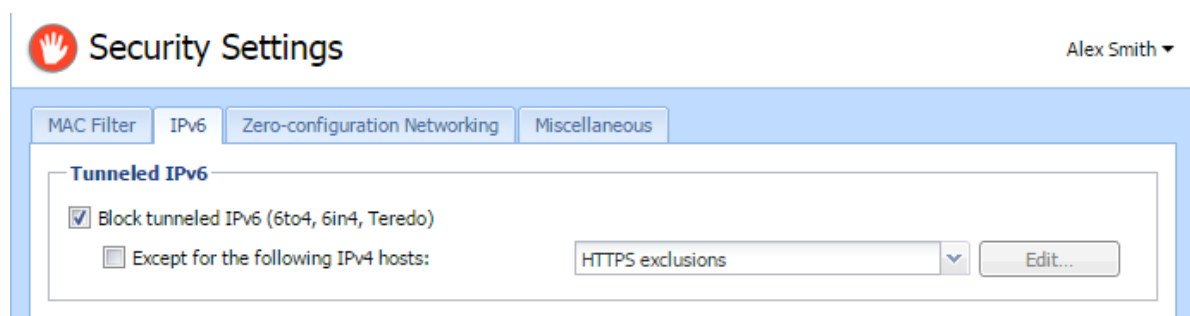 Security Settings
Alex Smith
MAC Filter IPv6 Zero-configuration Networking Miscellaneous
Tunneled IPv6
Block tunneled IPv6 (6to4, 6in4, Teredo)
Except for the following IPv4 hosts: HTTPS exclusions Edit...